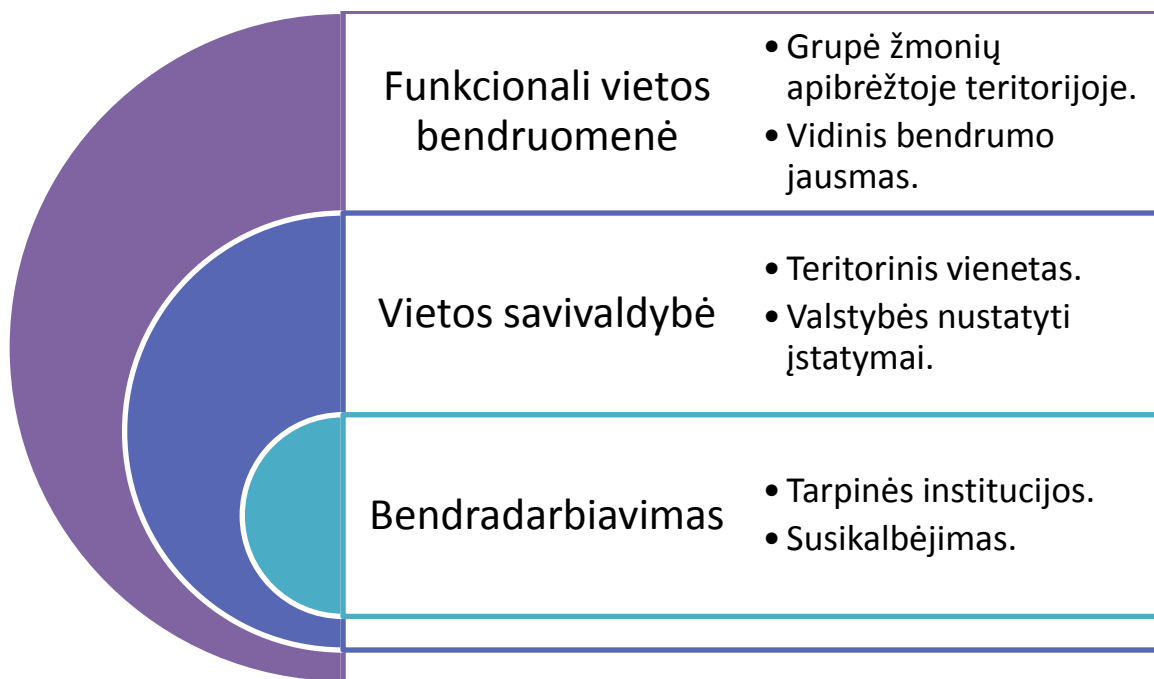 Funkcionali vietos
bendruomenė
• Grupė žmonių
apibrėžtoje teritorijoje.
• Vidinis bendrumo
jausmas.
Vietos savivaldybė
• Teritorinis vienetas.
• Valstybės nustatyti
įstatymai.
Bendradarbiavimas
• Tarpinės institucijos.
• Susikalbėjimas.